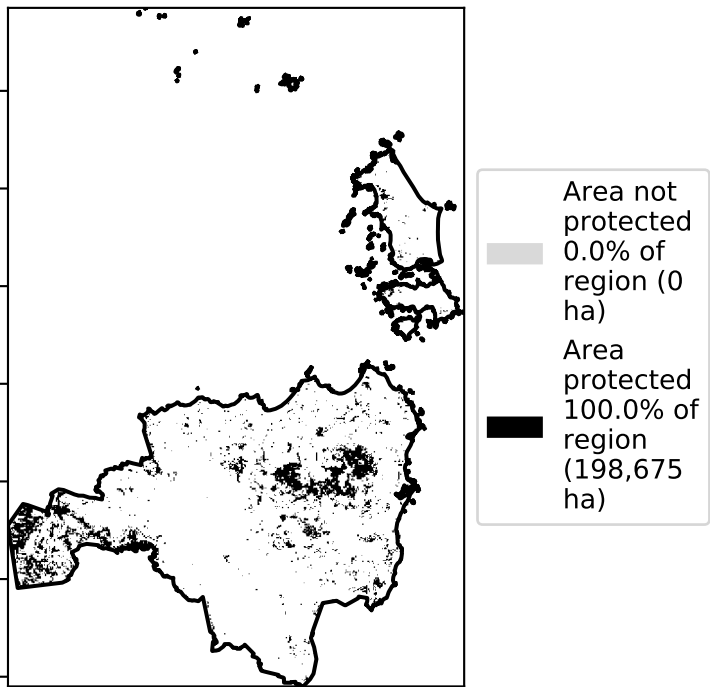 Area not
protected
0.0% of
region (0
ha)
Area
protected
100.0% of
region
(198,675
ha)